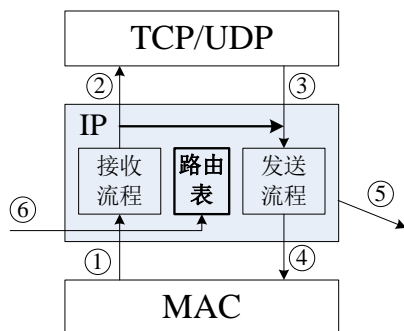 TCP/UDP
② ③
IP
接收
流程
路由
表
发送
流程
⑤
⑥
① ④
MAC